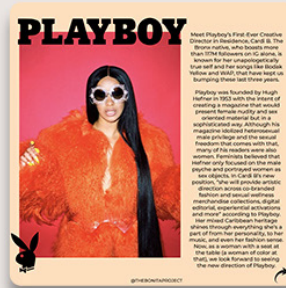 PLAYBOY
Meet Playboy's First-Ever Creative
Director in Residence, Cardi B. The
Bronx native, who boasts more
than 117M followers on IG alone, is
known for her unapologetically
true self and her songs like Bodak
Yellow and WAP, that have kept us
bumping these last three years.
Playboy was founded by Hugh
Hefner in 1953 with the intent of
creating a magazine that would
present female nudity and sex
oriented material but in a
sophisticated way. Although his
magazine idolized heterosexual
male privilege and the sexual
freedom that comes with that,
many of his readers were also
women. Feminists believed that
Hefner only focused on the male
psyche and portrayed women as
sex objects. In Cardi B's new
position, "she will provide artistic
direction across co-branded
fashion and sexual wellness
merchandise collections, digital
editorial, experiential activations
and more" according to Playboy.
Her mixed Caribbean heritage
shines through everything she's a
part of from her personality, to her
music, and even her fashion sense.
Now, as a woman with a seat at
the table (a woman of color at
that), we look forward to seeing
the new direction of Playboy.
@THEBONITAPROJECT